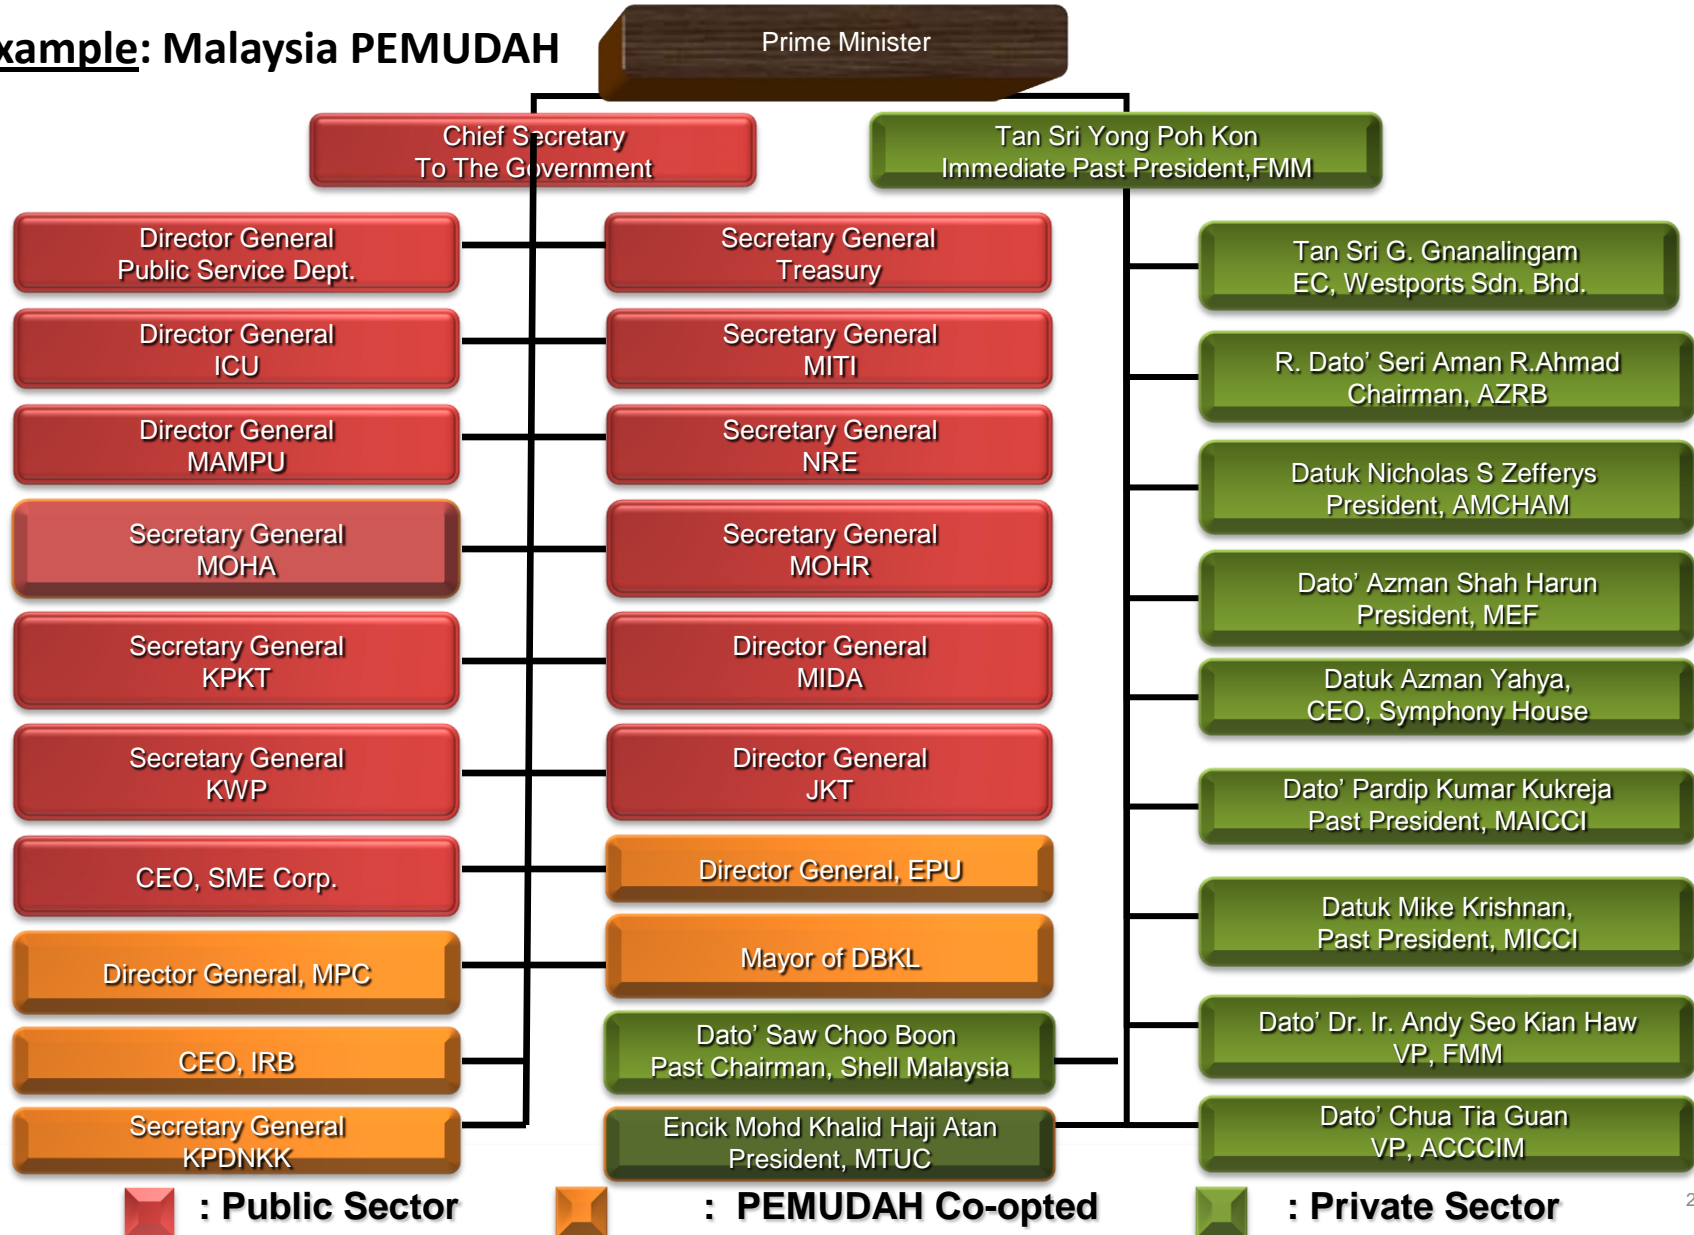 xample: Malaysia PEMUDAH
Prime Minister
Chief Secretary
To The Government
Tan Sri Yong Poh Kon
Immediate Past President,FMM
Director General
Public Service Dept.
Secretary General
Treasury
Tan Sri G. Gnanalingam
EC, Westports Sdn. Bhd.
Director General
ICU
Secretary General
MITI
R. Dato’ Seri Aman R.Ahmad
Chairman, AZRB
Director General
MAMPU
Secretary General
NRE
Datuk Nicholas S Zefferys
President, AMCHAM
Secretary General
MOHA
Secretary General
MOHR
Dato’ Azman Shah Harun
President, MEF
Secretary General
KPKT
Director General
MIDA
Datuk Azman Yahya,
CEO, Symphony House
Secretary General
KWP
Director General
JKT
Dato’ Pardip Kumar Kukreja
Past President, MAICCI
CEO, SME Corp.
Director General, EPU
Datuk Mike Krishnan,
Past President, MICCI
Director General, MPC
Mayor of DBKL
Dato’ Dr. Ir. Andy Seo Kian Haw
VP, FMM
CEO, IRB
Dato’ Saw Choo Boon
Past Chairman, Shell Malaysia
Secretary General
KPDNKK
Encik Mohd Khalid Haji Atan
President, MTUC
Dato’ Chua Tia Guan
VP, ACCCIM
: Public Sector
: PEMUDAH Co-opted
: Private Sector
2